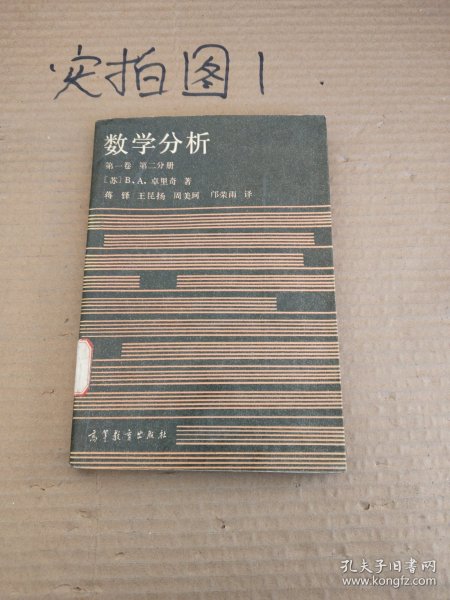 实拍图1
数学分析
第一卷 第二分册
〔苏〕B.A.卓里奇 著
蒋铎 王昆扬 周美珂 邝荣雨 译
高等教育出版社
孔夫子旧书网
www.kongfz.com